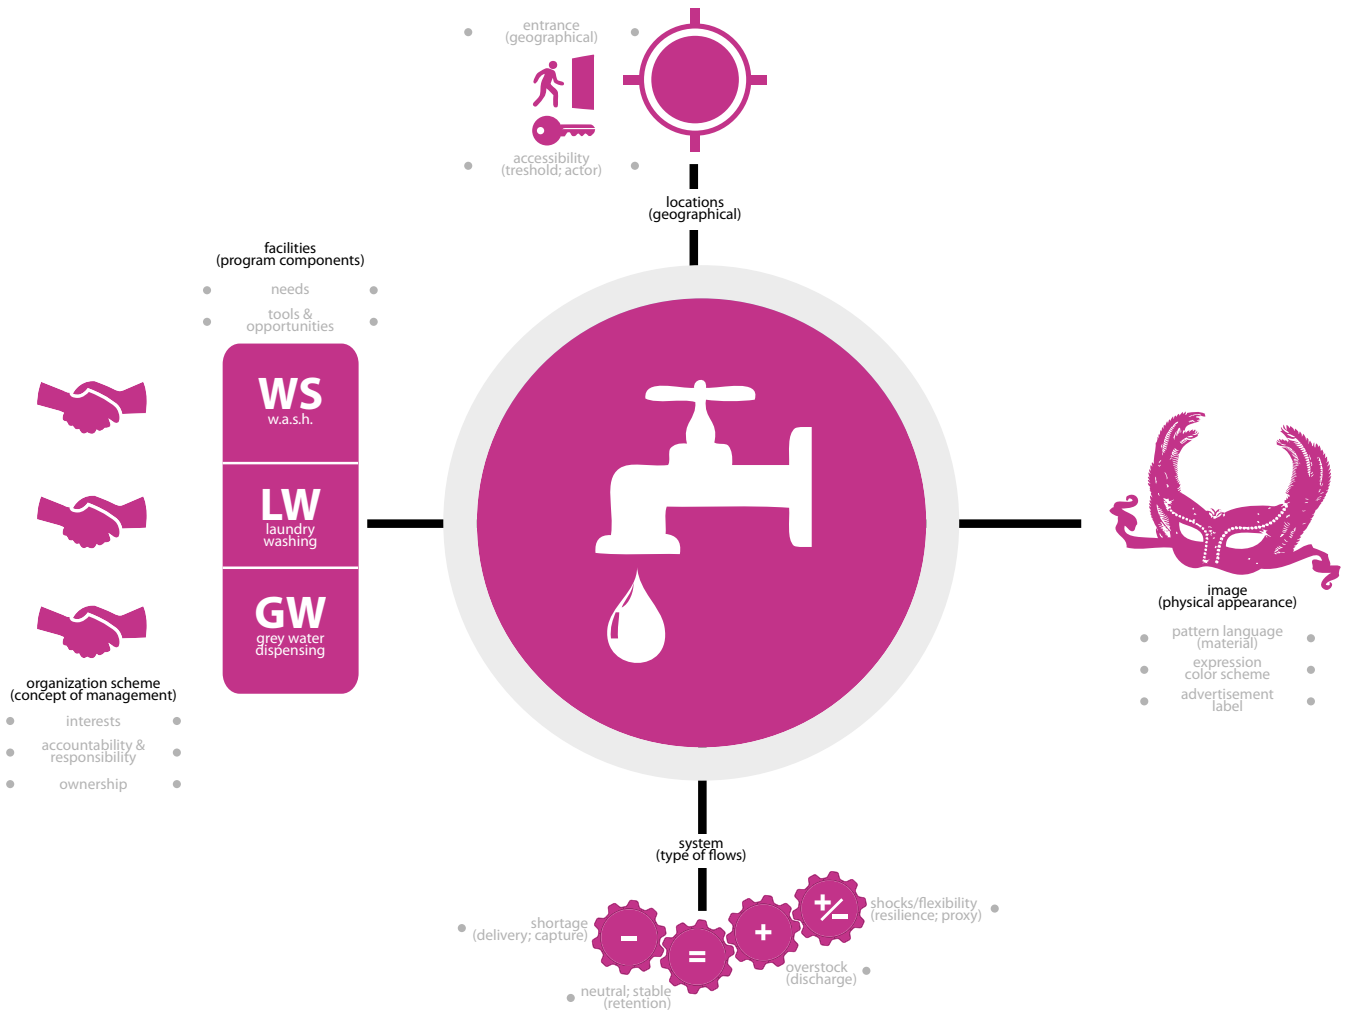 entrance
(geographical)
accessibility
(treshold; actor)
locations
(geographical)
facilities
(program components)
needs
tools &
opportunities
WS
w.a.s.h.
LW
laundry
washing
GW
grey water
dispensing
organization scheme
(concept of management)
interests
accountability &
responsibility
ownership
image
(physical appearance)
pattern language
(material)
expression
color scheme
advertisement
label
system
(type of flows)
shortage
(delivery; capture)
-
=
+
+/-
neutral; stable
(retention)
overstock
(discharge)
shocks/flexibility
(resilience; proxy)